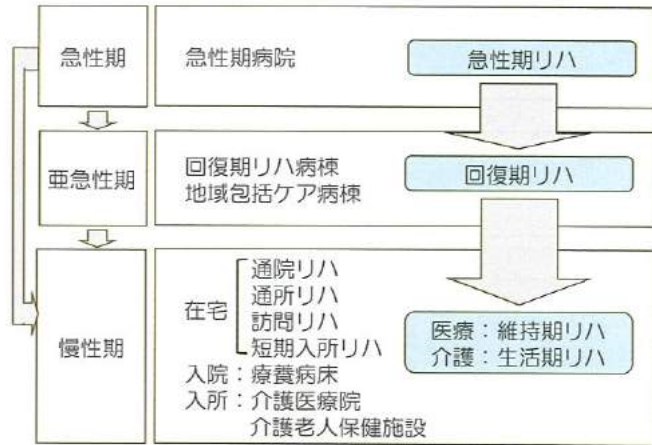 急性期
急性期病院
急性期リハ
亜急性期
回復期リハ病棟
地域包括ケア病棟
回復期リハ
慢性期
在宅
通院リハ
通所リハ
訪問リハ
短期入所リハ
入院：療養病床
入所：介護医療院
介護老人保健施設
医療：維持期リハ
介護：生活期リハ